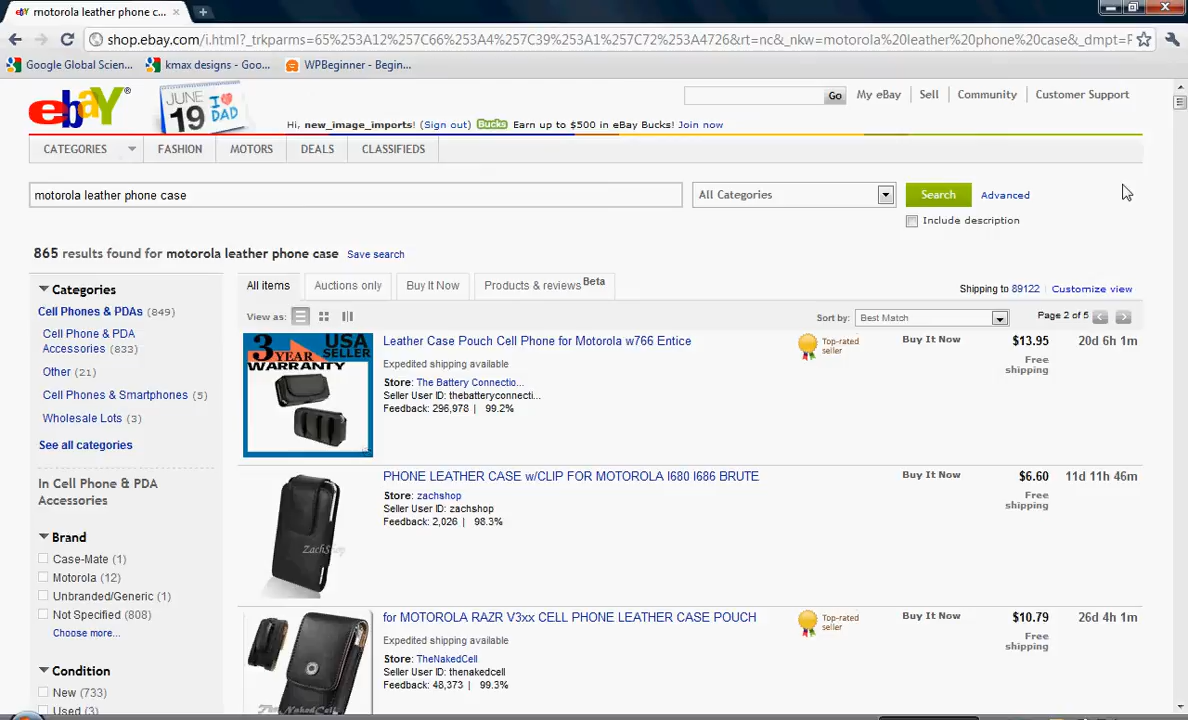 ebY motorola leather phone c...
shop.ebay.com/i.html?_trkparms=65%253A12%257C66%253A4%257C39%253A1%257C72%253A4726&rt=nc&_nkw=motorola%20leather%20phone%20case&_dmpt=P
Google Global Scien...
kmax designs - Goo...
WPBeginner - Begin...
ebaY®
JUNE 19 I DAD
Go
My eBay
Sell
Community
Customer Support
Hi, new_image_imports! (Sign out) Bucks Earn up to $500 in eBay Bucks! Join now
CATEGORIES
FASHION
MOTORS
DEALS
CLASSIFIEDS
motorola leather phone case
All Categories
Search
Advanced
Include description
865 results found for motorola leather phone case
Save search
Categories
Cell Phones & PDAs (849)
Cell Phone & PDA
Accessories (833)
Other (21)
Cell Phones & Smartphones (5)
Wholesale Lots (3)
See all categories
In Cell Phone & PDA
Accessories
Brand
Case-Mate (1)
Motorola (12)
Unbranded/Generic (1)
Not Specified (808)
Choose more...
Condition
New (733)
Used (3)
All items
Auctions only
Buy It Now
Products & reviews Beta
Shipping to 89122
Customize view
View as:
Sort by: Best Match
Page 2 of 5
3 YEAR
WARRANTY
USA
SELLER
Leather Case Pouch Cell Phone for Motorola w766 Entice
Expedited shipping available
Store: The Battery Connectio...
Seller User ID: thebatteryconnecti...
Feedback: 296,978 | 99.2%
Top-rated
seller
Buy It Now
$13.95
Free
shipping
20d 6h 1m
ZachShop
PHONE LEATHER CASE w/CLIP FOR MOTOROLA I680 I686 BRUTE
Store: zachshop
Seller User ID: zachshop
Feedback: 2,026 | 98.3%
Buy It Now
$6.60
Free
shipping
11d 11h 46m
TheNakedCell
for MOTOROLA RAZR V3xx CELL PHONE LEATHER CASE POUCH
Expedited shipping available
Store: TheNakedCell
Seller User ID: thenakedcell
Feedback: 48,373 | 99.3%
Top-rated
seller
Buy It Now
$10.79
Free
shipping
26d 4h 1m